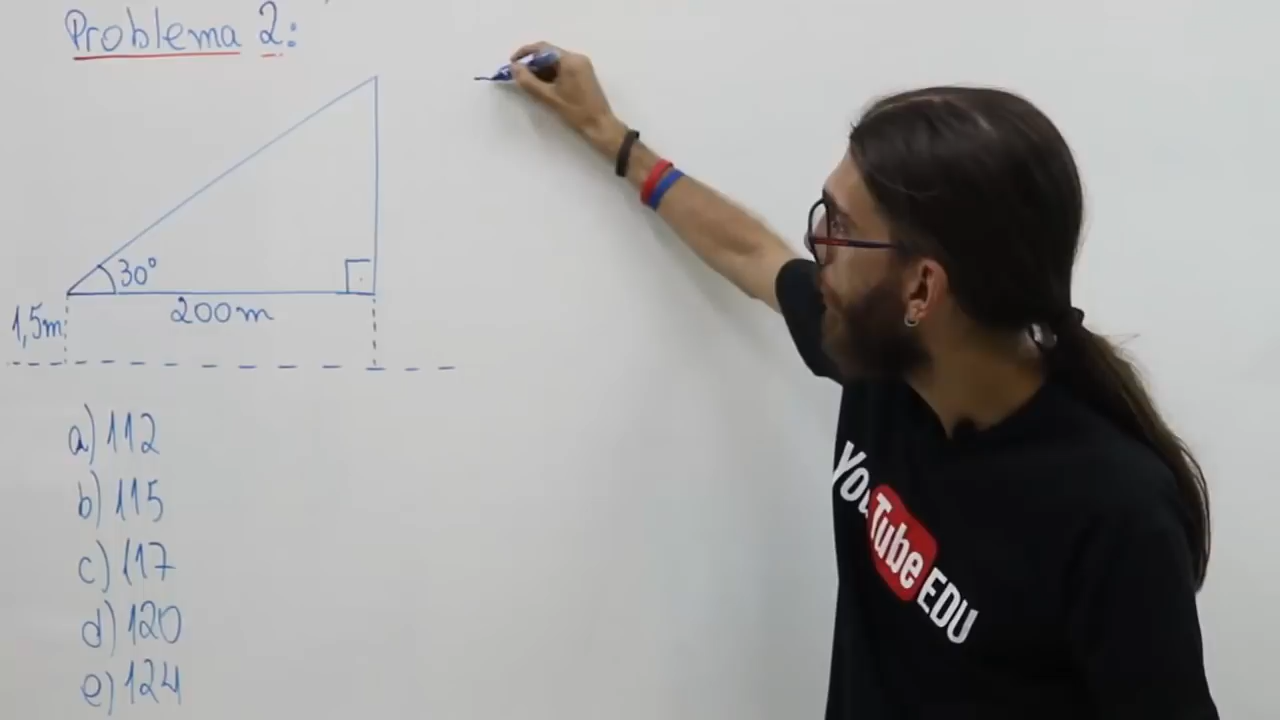 Problema 2:
30°
200m
1,5m
a) 112
b) 115
c) 117
d) 120
e) 124
YouTube EDU